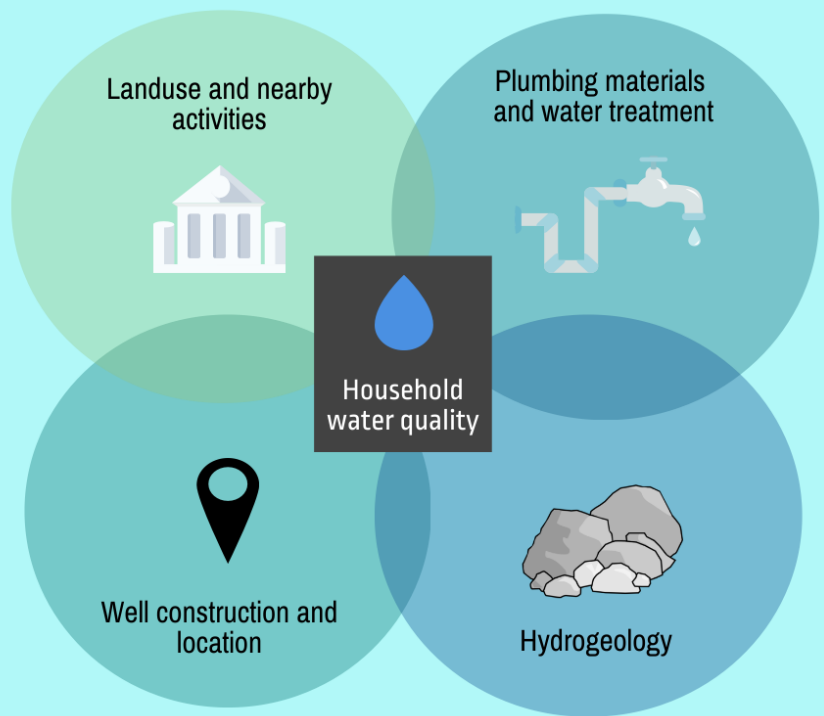 Landuse and nearby
activities
Plumbing materials
and water treatment
Household
water quality
Well construction and
location
Hydrogeology